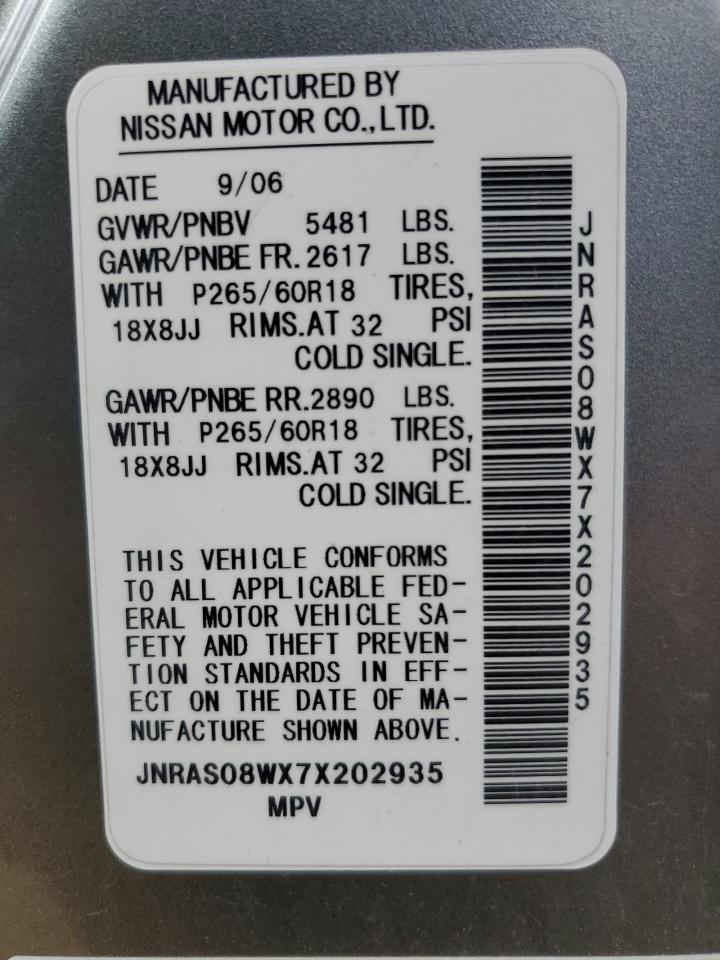 MANUFACTURED BY
NISSAN MOTOR CO.,LTD.
DATE 9/06
GVWR/PNBV 5481 LBS.
GAWR/PNBE FR.2617 LBS.
WITH P265/60R18 TIRES,
18X8JJ RIMS.AT 32 PSI
COLD SINGLE.
GAWR/PNBE RR.2890 LBS.
WITH P265/60R18 TIRES,
18X8JJ RIMS.AT 32 PSI
COLD SINGLE.
THIS VEHICLE CONFORMS
TO ALL APPLICABLE FED-
ERAL MOTOR VEHICLE SA-
FETY AND THEFT PREVEN-
TION STANDARDS IN EFF-
ECT ON THE DATE OF MA-
NUFACTURE SHOWN ABOVE.
JNRAS08WX7X202935
MPV
JNRAS08WX7X202935